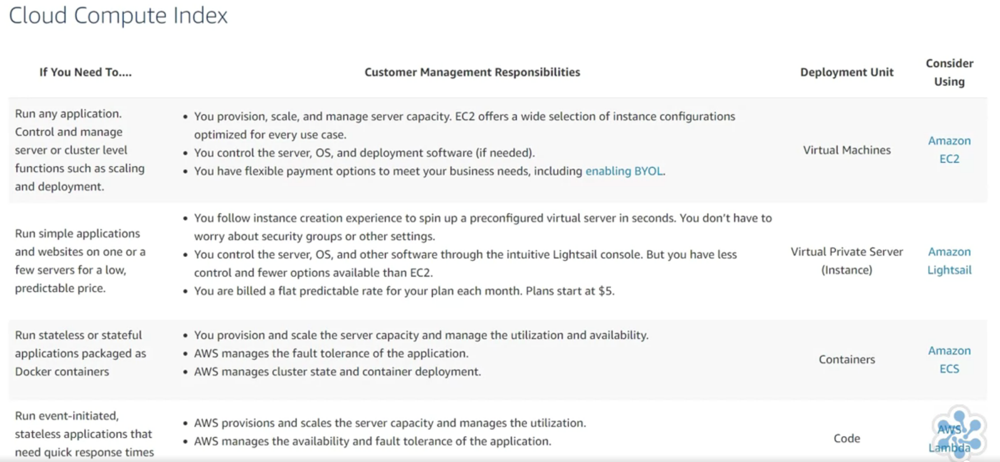 Cloud Compute Index
If You Need To....
Customer Management Responsibilities
Deployment Unit
Consider
Using
Run any application.
Control and manage
server or cluster level
functions such as scaling
and deployment.
• You provision, scale, and manage server capacity. EC2 offers a wide selection of instance configurations
optimized for every use case.
• You control the server, OS, and deployment software (if needed).
• You have flexible payment options to meet your business needs, including enabling BYOL.
Virtual Machines
Amazon
EC2
Run simple applications
and websites on one or a
few servers for a low,
predictable price.
• You follow instance creation experience to spin up a preconfigured virtual server in seconds. You don't have to
worry about security groups or other settings.
• You control the server, OS, and other software through the intuitive Lightsail console. But you have less
control and fewer options available than EC2.
• You are billed a flat predictable rate for your plan each month. Plans start at $5.
Virtual Private Server
(Instance)
Amazon
Lightsail
Run stateless or stateful
applications packaged as
Docker containers
• You provision and scale the server capacity and manage the utilization and availability.
• AWS manages the fault tolerance of the application.
• AWS manages cluster state and container deployment.
Containers
Amazon
ECS
Run event-initiated,
stateless applications that
need quick response times
• AWS provisions and scales the server capacity and manages the utilization.
• AWS manages the availability and fault tolerance of the application.
Code
AWS
Lambda